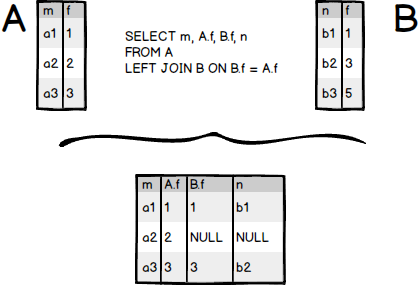 A
m f
a1 1
a2 2
a3 3
SELECT m, A.f, B.f, n
FROM A
LEFT JOIN B ON B.f = A.f
n f
b1 1
b2 3
b3 5
B
m A.f B.f n
a1 1 1 b1
a2 2 NULL NULL
a3 3 3 b2